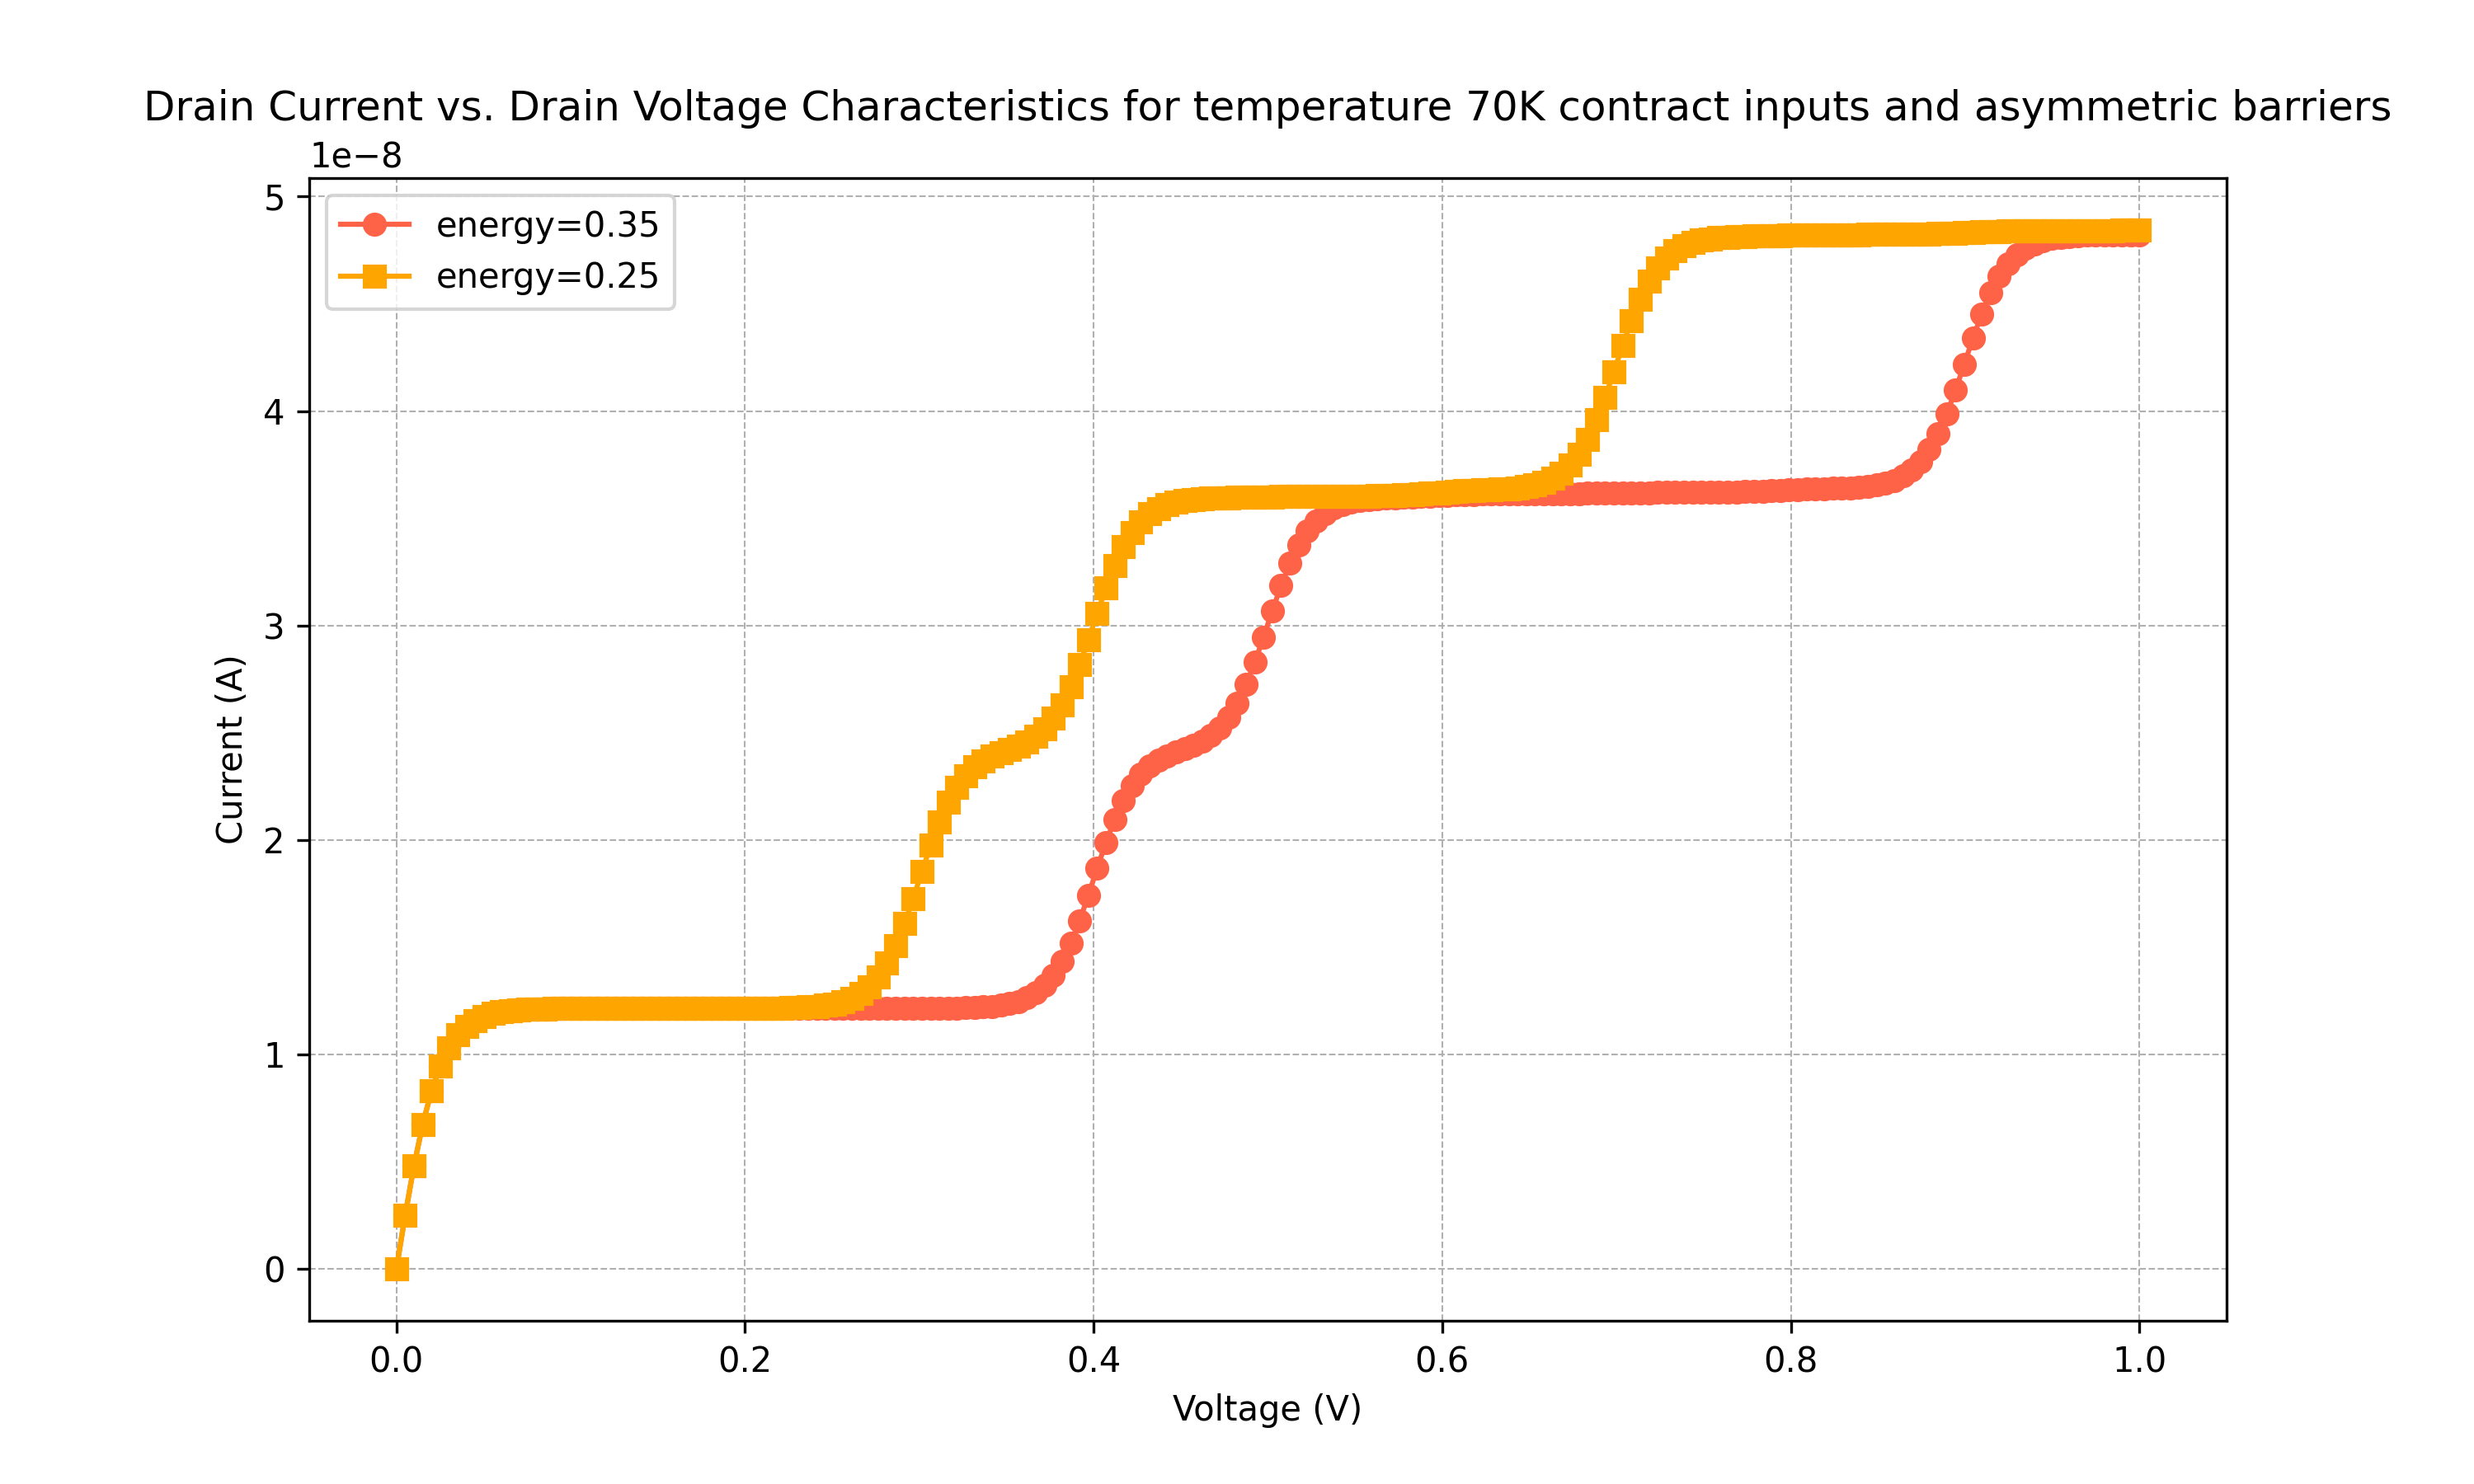 Drain Current vs. Drain Voltage Characteristics for temperature 70K contract inputs and asymmetric barriers
1e−8
energy=0.35
energy=0.25
5
4
3
2
1
0
Current (A)
0.0 0.2 0.4 0.6 0.8 1.0
Voltage (V)